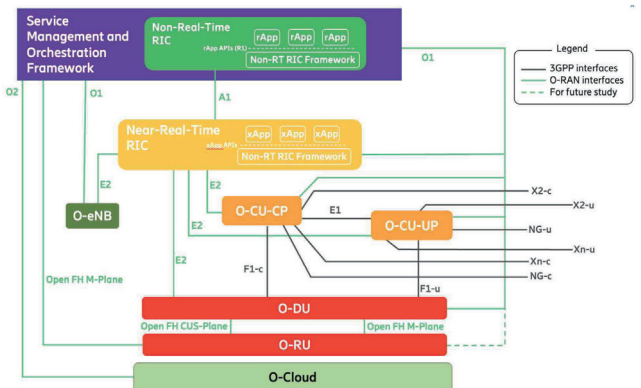 Service
Management and
Orchestration
Framework
Non-Real-Time
RIC
rApp APIs (R1)
rApp
rApp
rApp
Non-RT RIC Framework
O1
Legend
3GPP interfaces
O-RAN interfaces
For future study
O2
O1
A1
Near-Real-Time
RIC
xApp APIs
xApp
xApp
xApp
Non-RT RIC Framework
E2
E2
E2
E2
E2
O-eNB
O-CU-CP
E1
O-CU-UP
X2-c
X2-u
NG-u
Xn-u
Xn-c
NG-c
Open FH M-Plane
F1-c
F1-u
O-DU
Open FH CUS-Plane
Open FH M-Plane
O-RU
O-Cloud